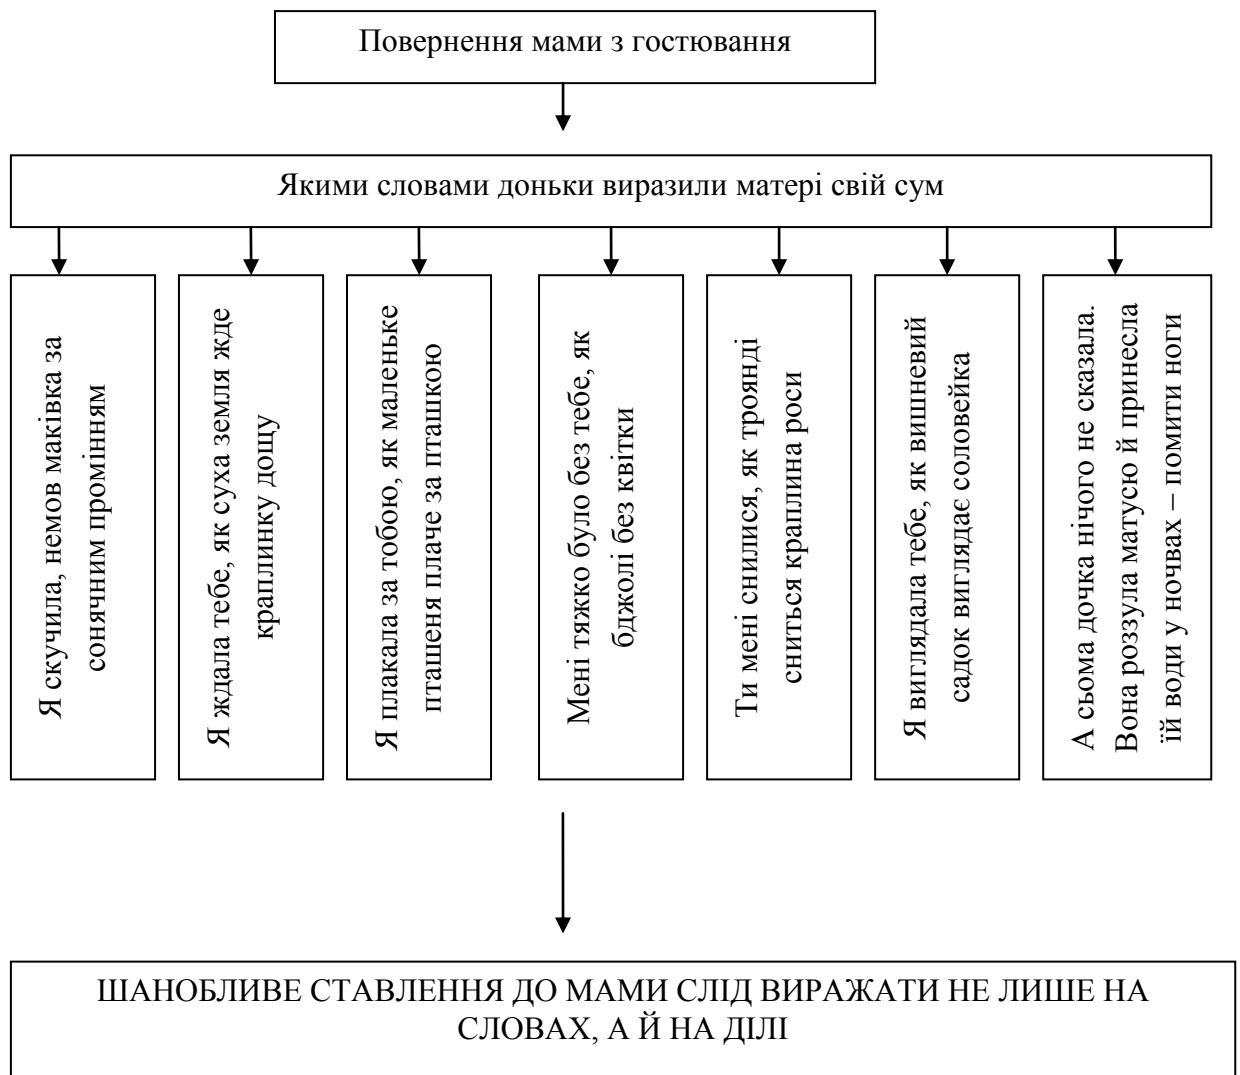 Повернення мами з гостювання
Якими словами доньки виразили матері свій сум
Я скучила, немов маківка за
сонячним промінням
Я ждала тебе, як суха земля жде
краплинку дощу
Я плакала за тобою, як маленьке
пташеня плаче за пташкою
Мені тяжко було без тебе, як
бджолі без квітки
Ти мені снилися, як троянді
сниться краплина роси
Я виглядала тебе, як вишневий
садок виглядає соловейка
А сьома дочка нічого не сказала.
Вона роззула матусю й принесла
їй води у ночвах – помити ноги
ШАНОБЛИВЕ СТАВЛЕННЯ ДО МАМИ СЛІД ВИРАЖАТИ НЕ ЛИШЕ НА
СЛОВАХ, А Й НА ДІЛІ